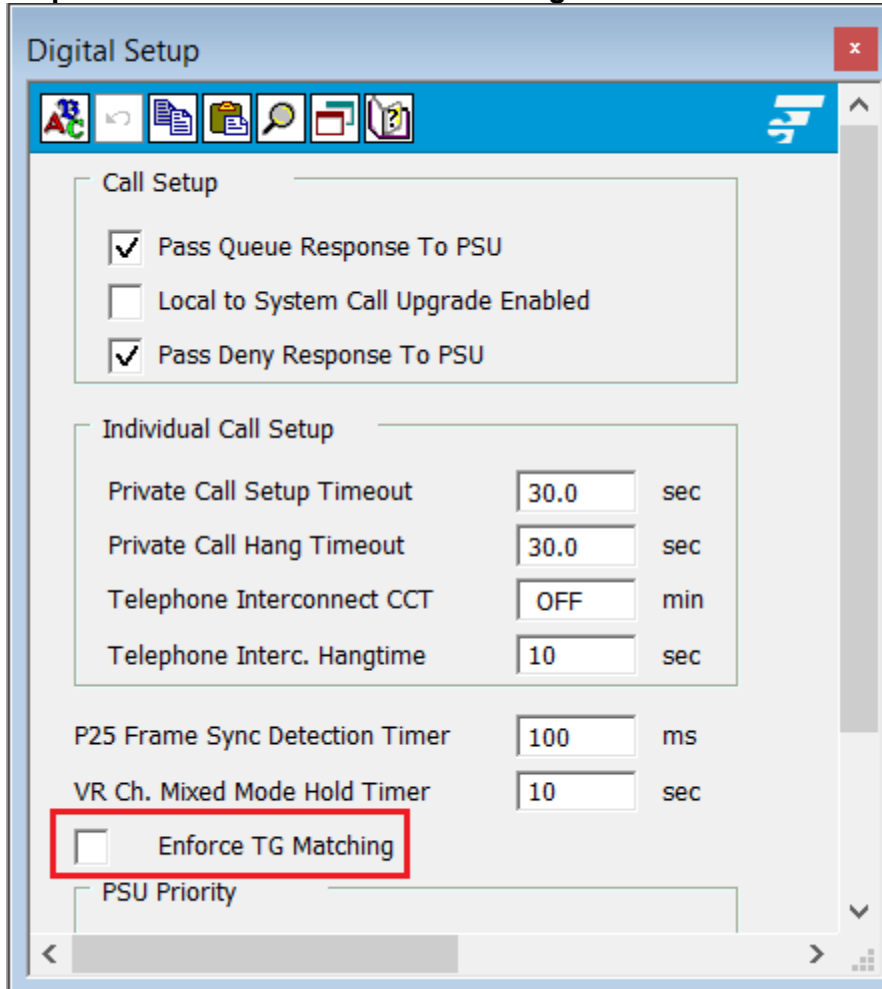 Digital Setup
x
ABC
?
Call Setup
Pass Queue Response To PSU
Local to System Call Upgrade Enabled
Pass Deny Response To PSU
Individual Call Setup
Private Call Setup Timeout 30.0 sec
Private Call Hang Timeout 30.0 sec
Telephone Interconnect CCT OFF min
Telephone Interc. Hangtime 10 sec
P25 Frame Sync Detection Timer 100 ms
VR Ch. Mixed Mode Hold Timer 10 sec
Enforce TG Matching
PSU Priority